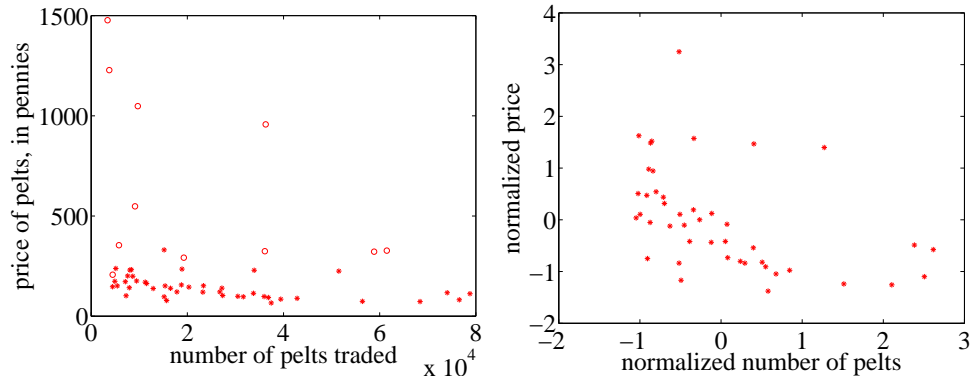 1500
1000
500
0
price of pelts, in pennies
0 2 4 6 8
number of pelts traded
x 10^4
4
3
2
1
0
−1
−2
normalized price
−2 −1 0 1 2 3
normalized number of pelts